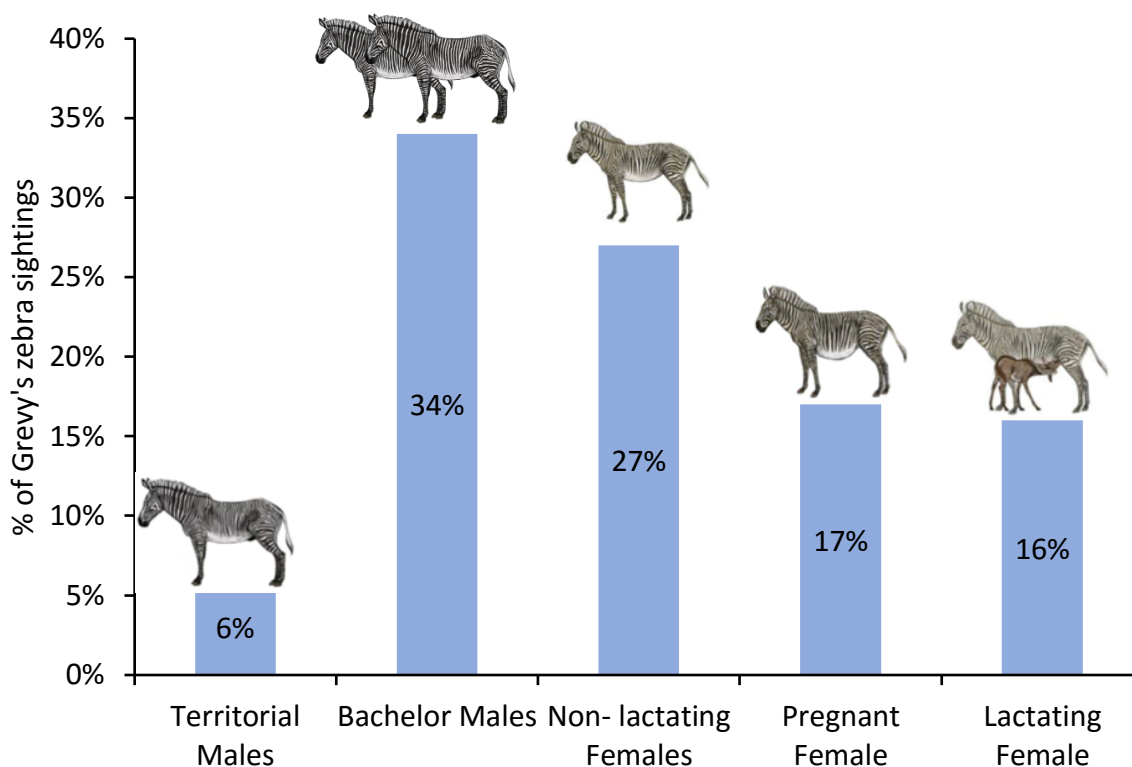 % of Grevy's zebra sightings
40%
35%
30%
25%
20%
15%
10%
5%
0%
6%
34%
27%
17%
16%
Territorial
Males
Bachelor Males
Non- lactating
Females
Pregnant
Female
Lactating
Female